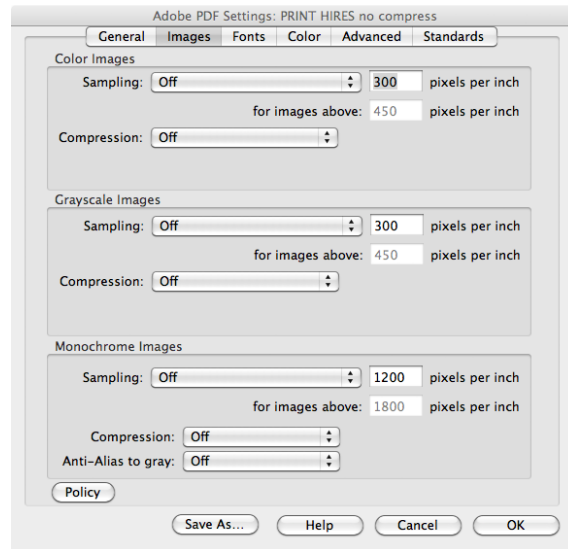 Adobe PDF Settings: PRINT HIRES no compress
General Images Fonts Color Advanced Standards
Color Images
Sampling: Off 300 pixels per inch
for images above: 450 pixels per inch
Compression: Off
Grayscale Images
Sampling: Off 300 pixels per inch
for images above: 450 pixels per inch
Compression: Off
Monochrome Images
Sampling: Off 1200 pixels per inch
for images above: 1800 pixels per inch
Compression: Off
Anti-Alias to gray: Off
Policy
Save As... Help Cancel OK